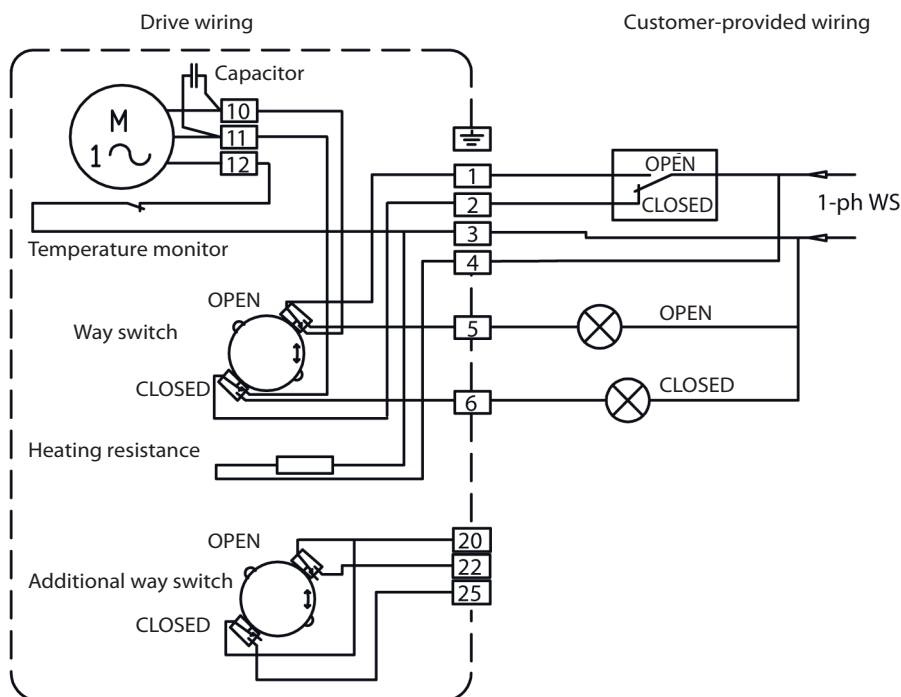 Drive wiring
Customer-provided wiring
Capacitor
M
1
10
11
12
Temperature monitor
1
2
3
4
OPEN
CLOSED
1-ph WS
OPEN
Way switch
CLOSED
5
OPEN
6
CLOSED
Heating resistance
OPEN
Additional way switch
CLOSED
20
22
25